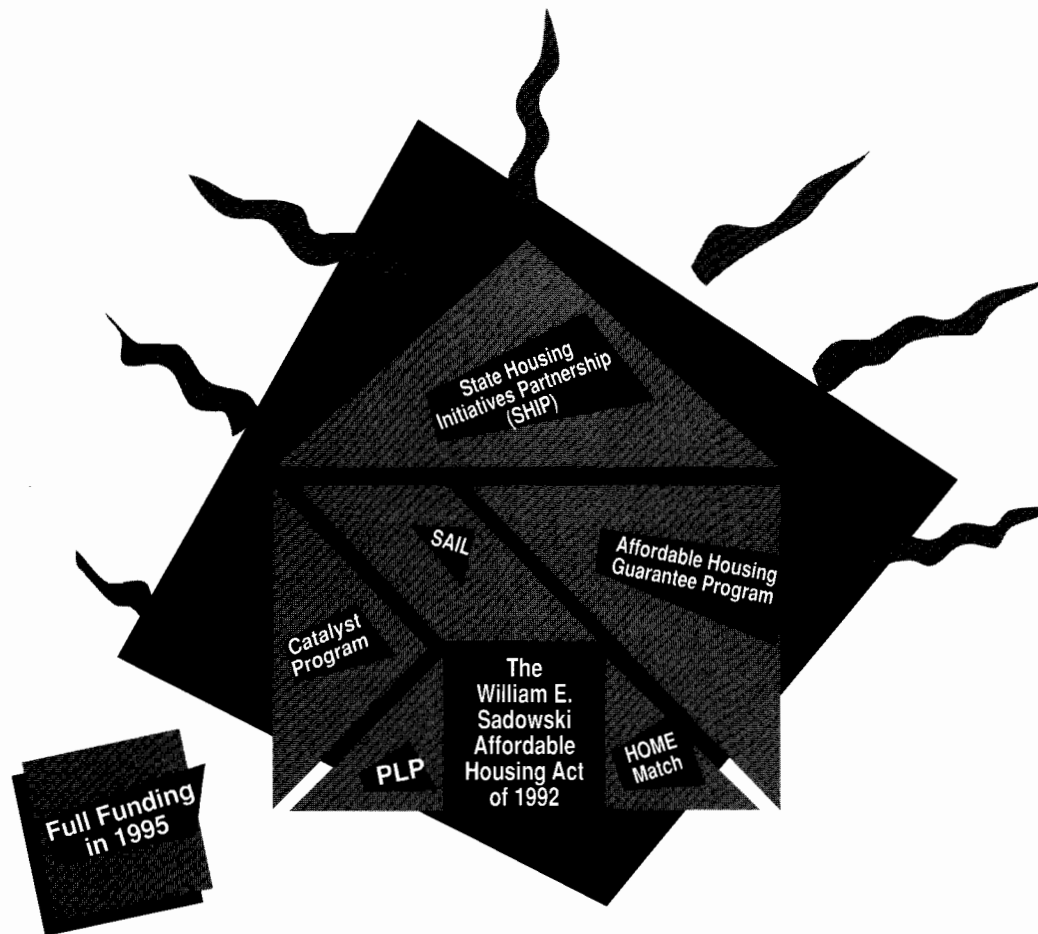 State Housing
Initiatives Partnership
(SHIP)
SAIL
Affordable Housing
Guarantee Program
Catalyst
Program
The
William E.
Sadowski
Affordable
Housing Act
of 1992
PLP
HOME
Match
Full Funding
in 1995